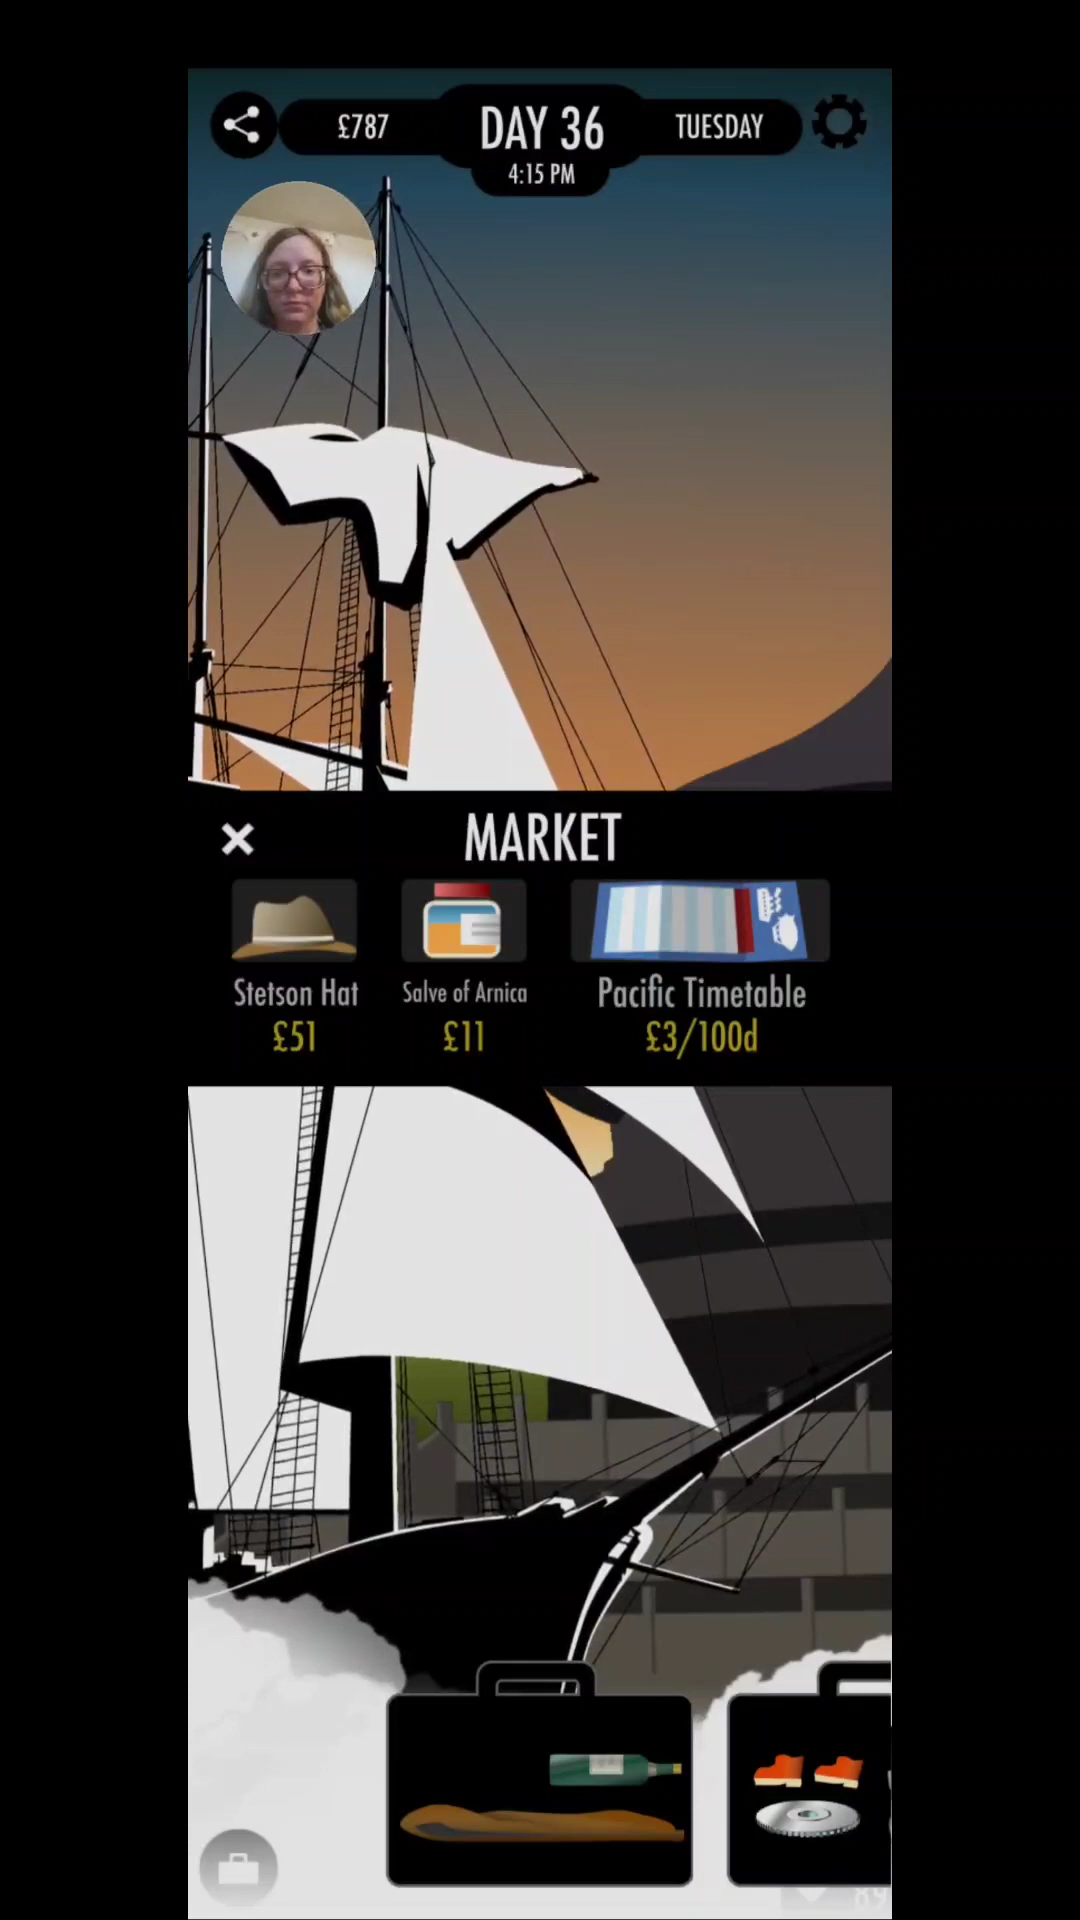 £787
DAY 36
TUESDAY
4:15 PM
MARKET
Stetson Hat
Salve of Arnica
Pacific Timetable
£51
£11
£3/100d